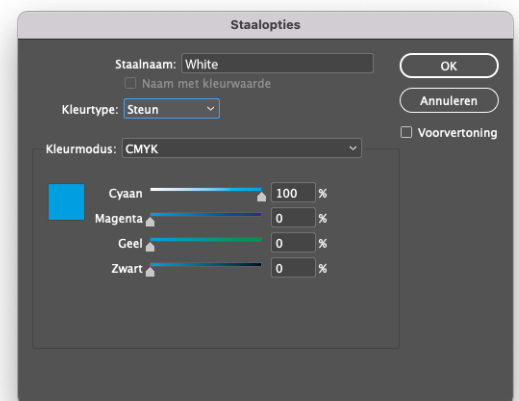 Staalopties
Staalnaam: White
Naam met kleurwaarde
Kleurtype: Steun
OK
Annuleren
Voorvertoning
Kleurmodus: CMYK
Cyaan 100 %
Magenta 0 %
Geel 0 %
Zwart 0 %